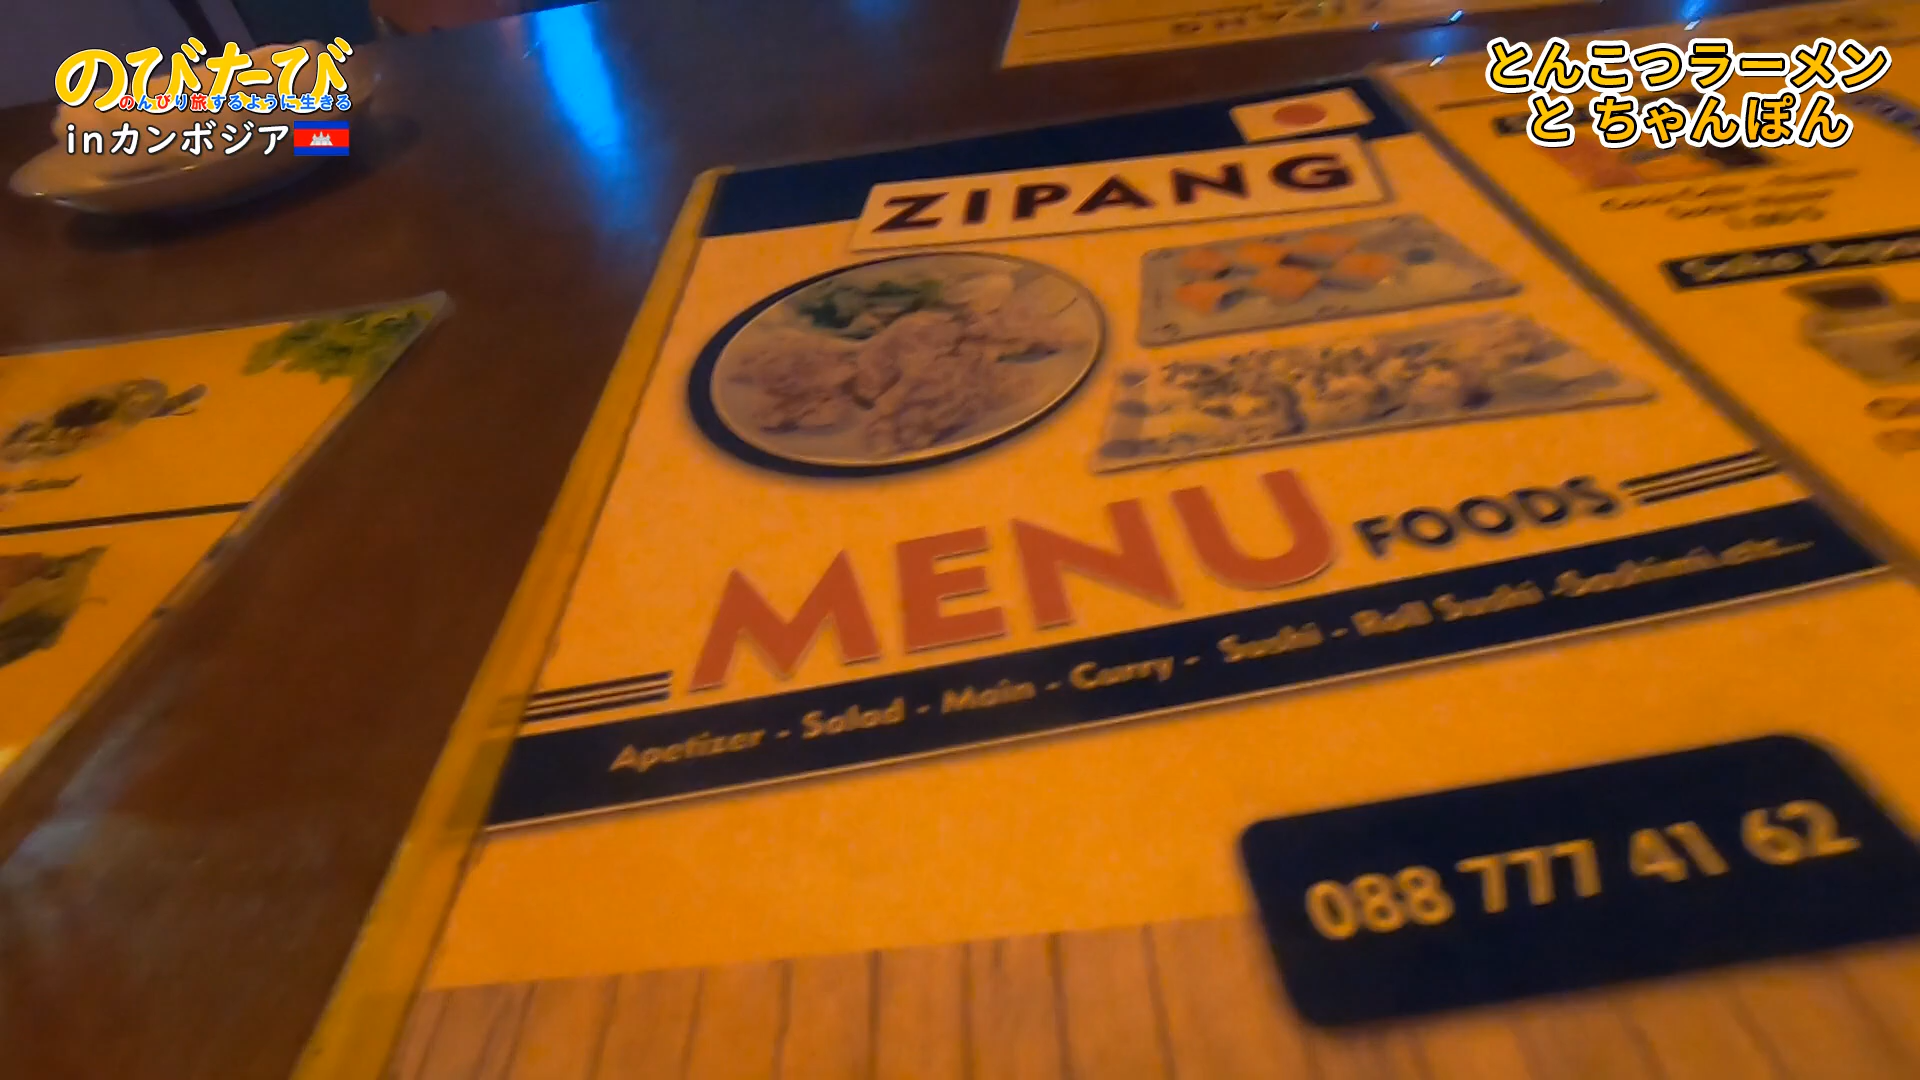 のびたび
のんびり旅するように生きる
inカンボジア
とんこつラーメン
と ちゃんぽん
ZIPANG
MENU FOODS
Apetizer - Salad - Main - Curry - Sushi - Roll Sushi -Sashimi.etc...
088 777 41 62